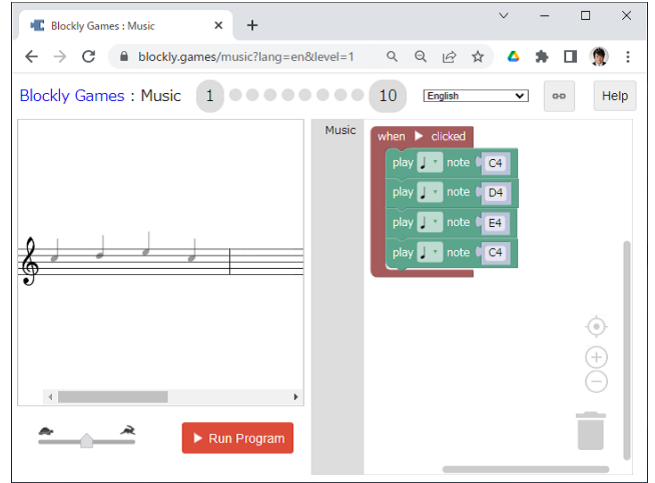 Blockly Games : Music
blockly.games/music?lang=en&level=1
Blockly Games : Music 1 10 English Help
Music
when clicked
play note C4
play note D4
play note E4
play note C4
Run Program